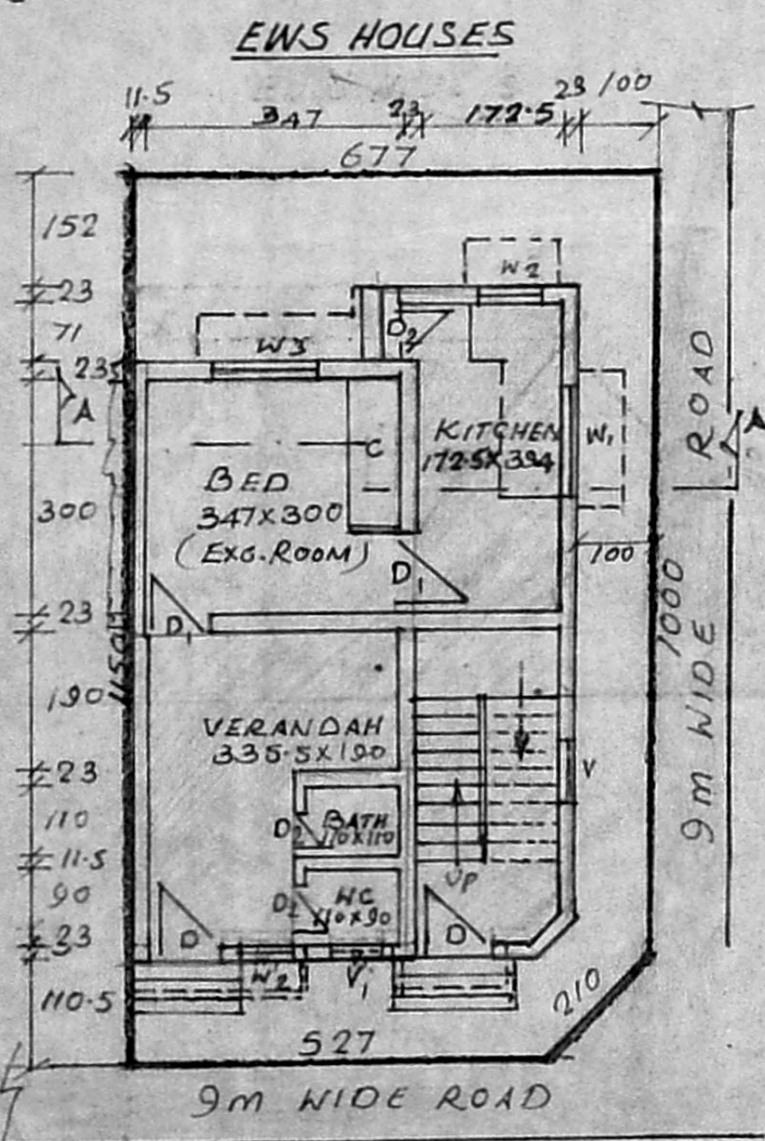 EWS HOUSES
11.5
347
23
172.5
23
100
677
152
23
71
23
A
300
23
190
23
110
11.5
90
23
110.5
1150
W2
D2
W3
KITCHEN
172.5X394
W1
C
BED
347X300
(EXG.ROOM)
D1
D1
100
ROAD
A
1000
9m WIDE
VERANDAH
335.5X190
V
D2
BATH
110X110
UP
D2
WC
110X90
D
D
W2
V1
210
527
9m WIDE ROAD